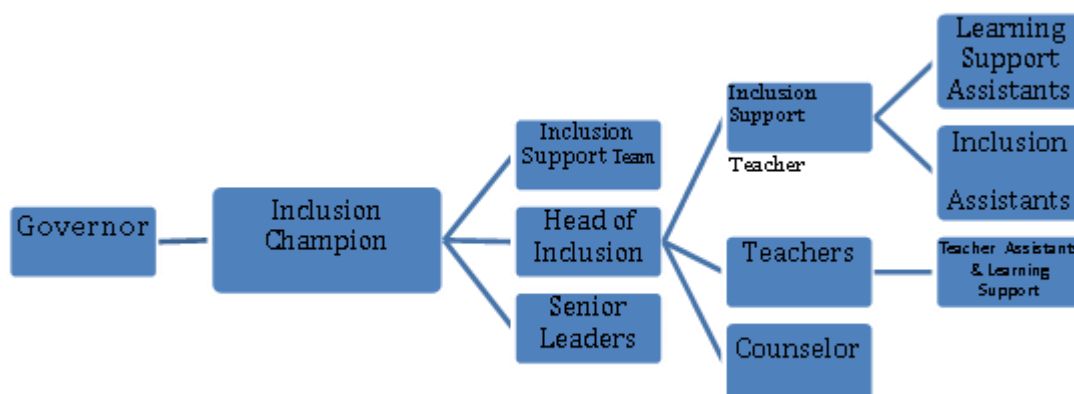 Governor
Inclusion
Champion
Inclusion
Support Team
Head of
Inclusion
Senior
Leaders
Inclusion
Support
Teacher
Teachers
Counselor
Learning
Support
Assistants
Inclusion
Assistants
Teacher Assistants
& Learning
Support